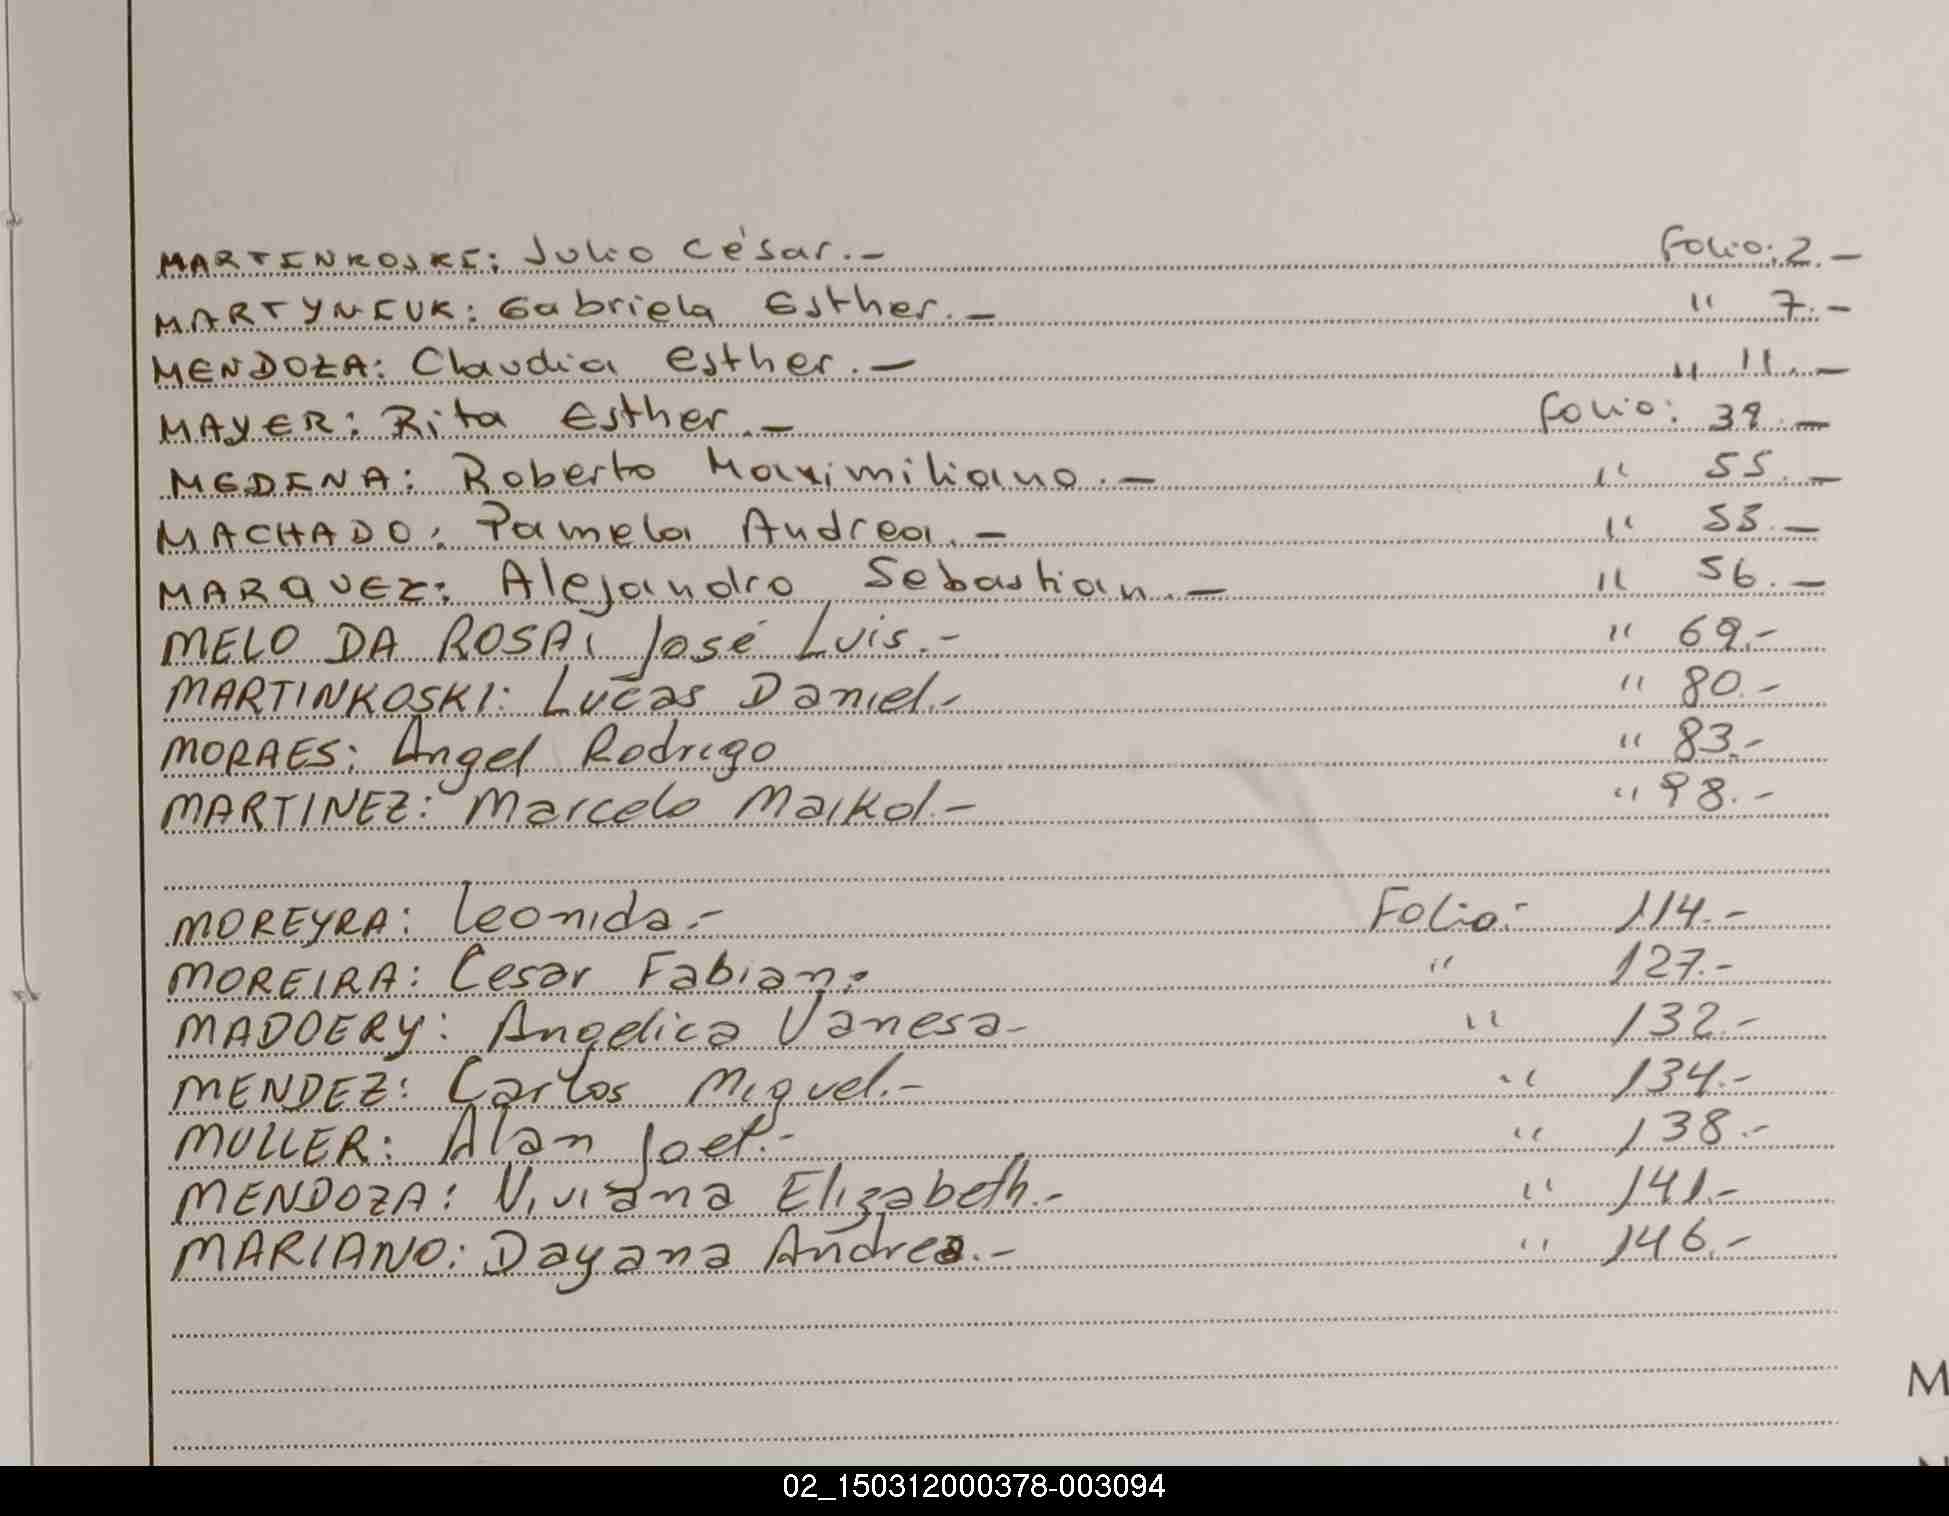 MARTINKOSKI: Julio César.- Folio: 2.-
MARTYNIUK: Gabriela Esther.- " 7.-
MENDOZA: Claudia Esther.- " 11.-
MAYER: Rita Esther.- Folio: 39.-
MEDINA: Roberto Maximiliano.- " 55.-
MACHADO: Pamela Andrea.- " 53.-
MARQUEZ: Alejandro Sebastian.- " 56.-
MELO DA ROSA; José Luis.- " 69.-
MARTINKOSKI: Lucas Daniel.- " 80.-
MORAES: Angel Rodrigo " 83.-
MARTINEZ: Marcelo Maikol.- " 98.-
MOREYRA: Leonida.- Folio: 114.-
MOREIRA: Cesar Fabian.- " 127.-
MADOERY: Angelica Vanesa- " 132.-
MENDEZ: Carlos Miguel.- " 134.-
MULLER: Alan Joel.- " 138.-
MENDOZA: Viviana Elizabeth.- " 141.-
MARIANO: Dayana Andrea.- " 146.-
M
02_150312000378-003094